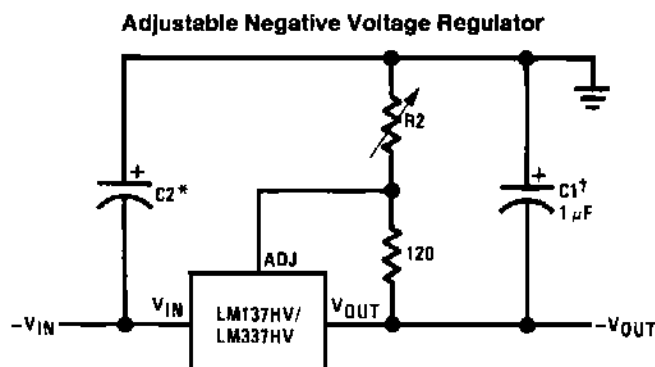 Adjustable Negative Voltage Regulator
R2
+
C2*
+
C1†
1 μF
ADJ
120
-VIN
VIN
LM137HV/
LM337HV
VOUT
-VOUT